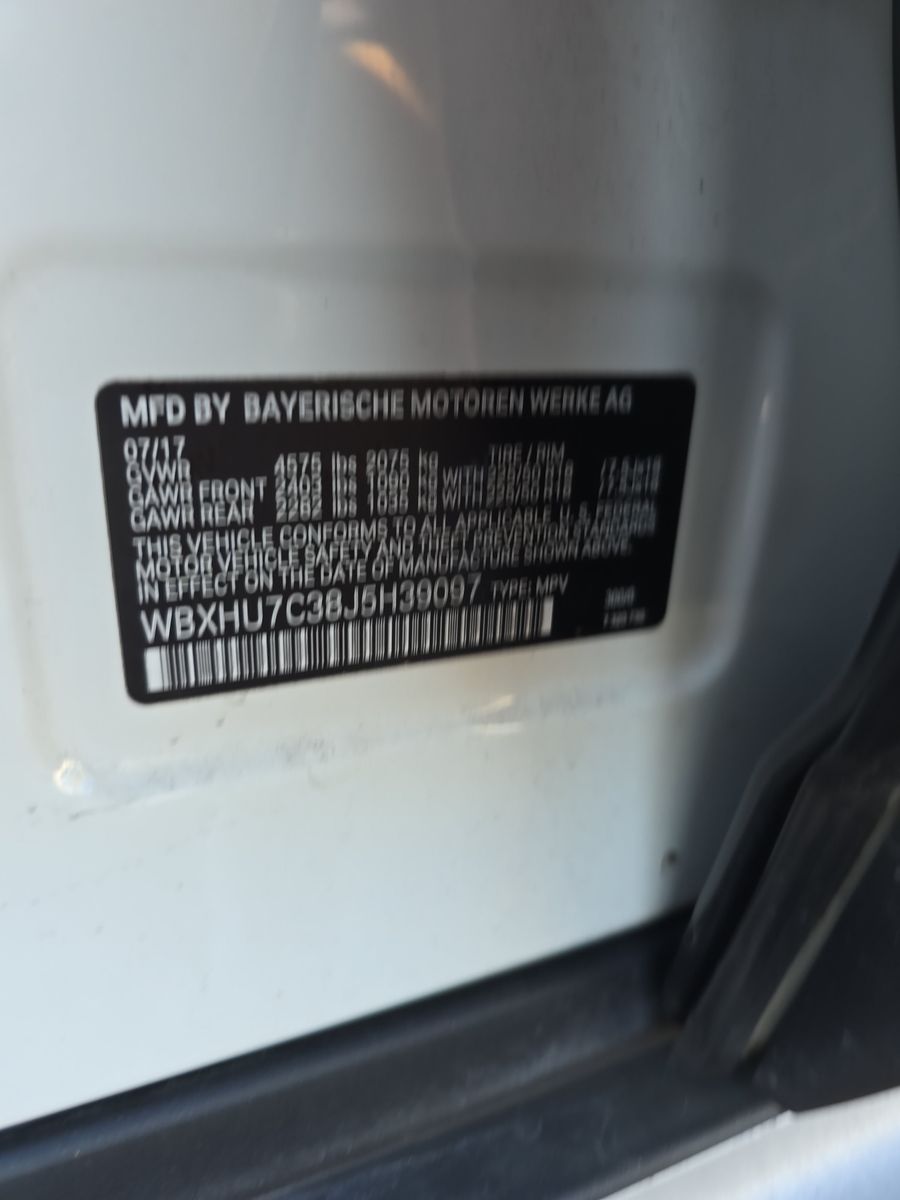 MFD BY BAYERISCHE MOTOREN WERKE AG
07/17 TIRE / RIM
GVWR 4575 lbs 2075 kg
GAWR FRONT 2403 lbs 1090 kg WITH
GAWR REAR 2282 lbs 1035 kg WITH
THIS VEHICLE CONFORMS TO ALL APPLICABLE U.S. FEDERAL
MOTOR VEHICLE SAFETY AND THEFT PREVENTION STANDARDS
IN EFFECT ON THE DATE OF MANUFACTURE SHOWN ABOVE.
WBXHU7C38J5H39097 TYPE: MPV